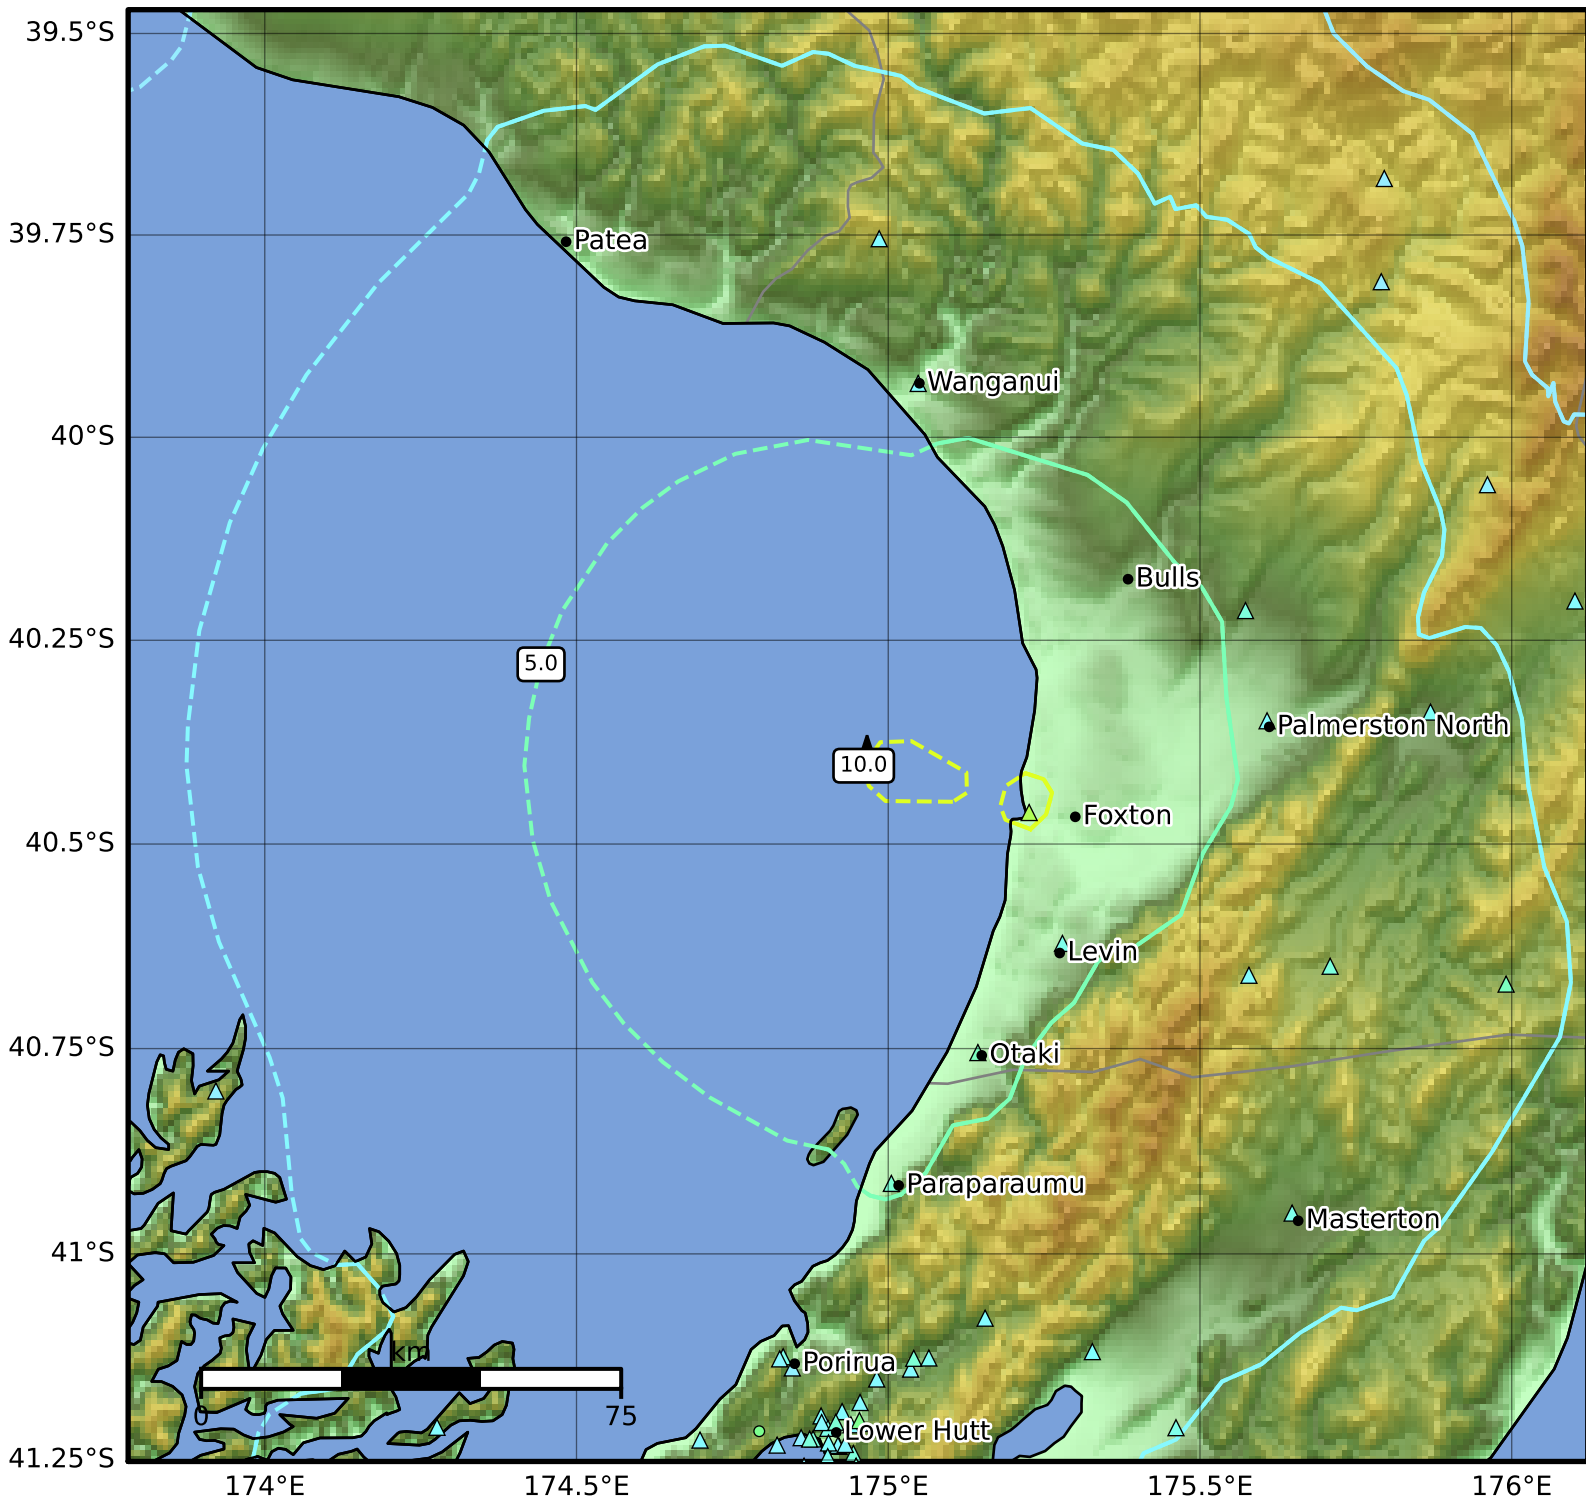 39.5°S
39.75°S
Patea
Wanganui
40°S
Bulls
40.25°S
5.0
Palmerston North
10.0
Foxton
40.5°S
Levin
40.75°S
Otaki
Paraparaumu
Masterton
41°S
km
Porirua
0
75
Lower Hutt
41.25°S
174°E
174.5°E
175°E
175.5°E
176°E